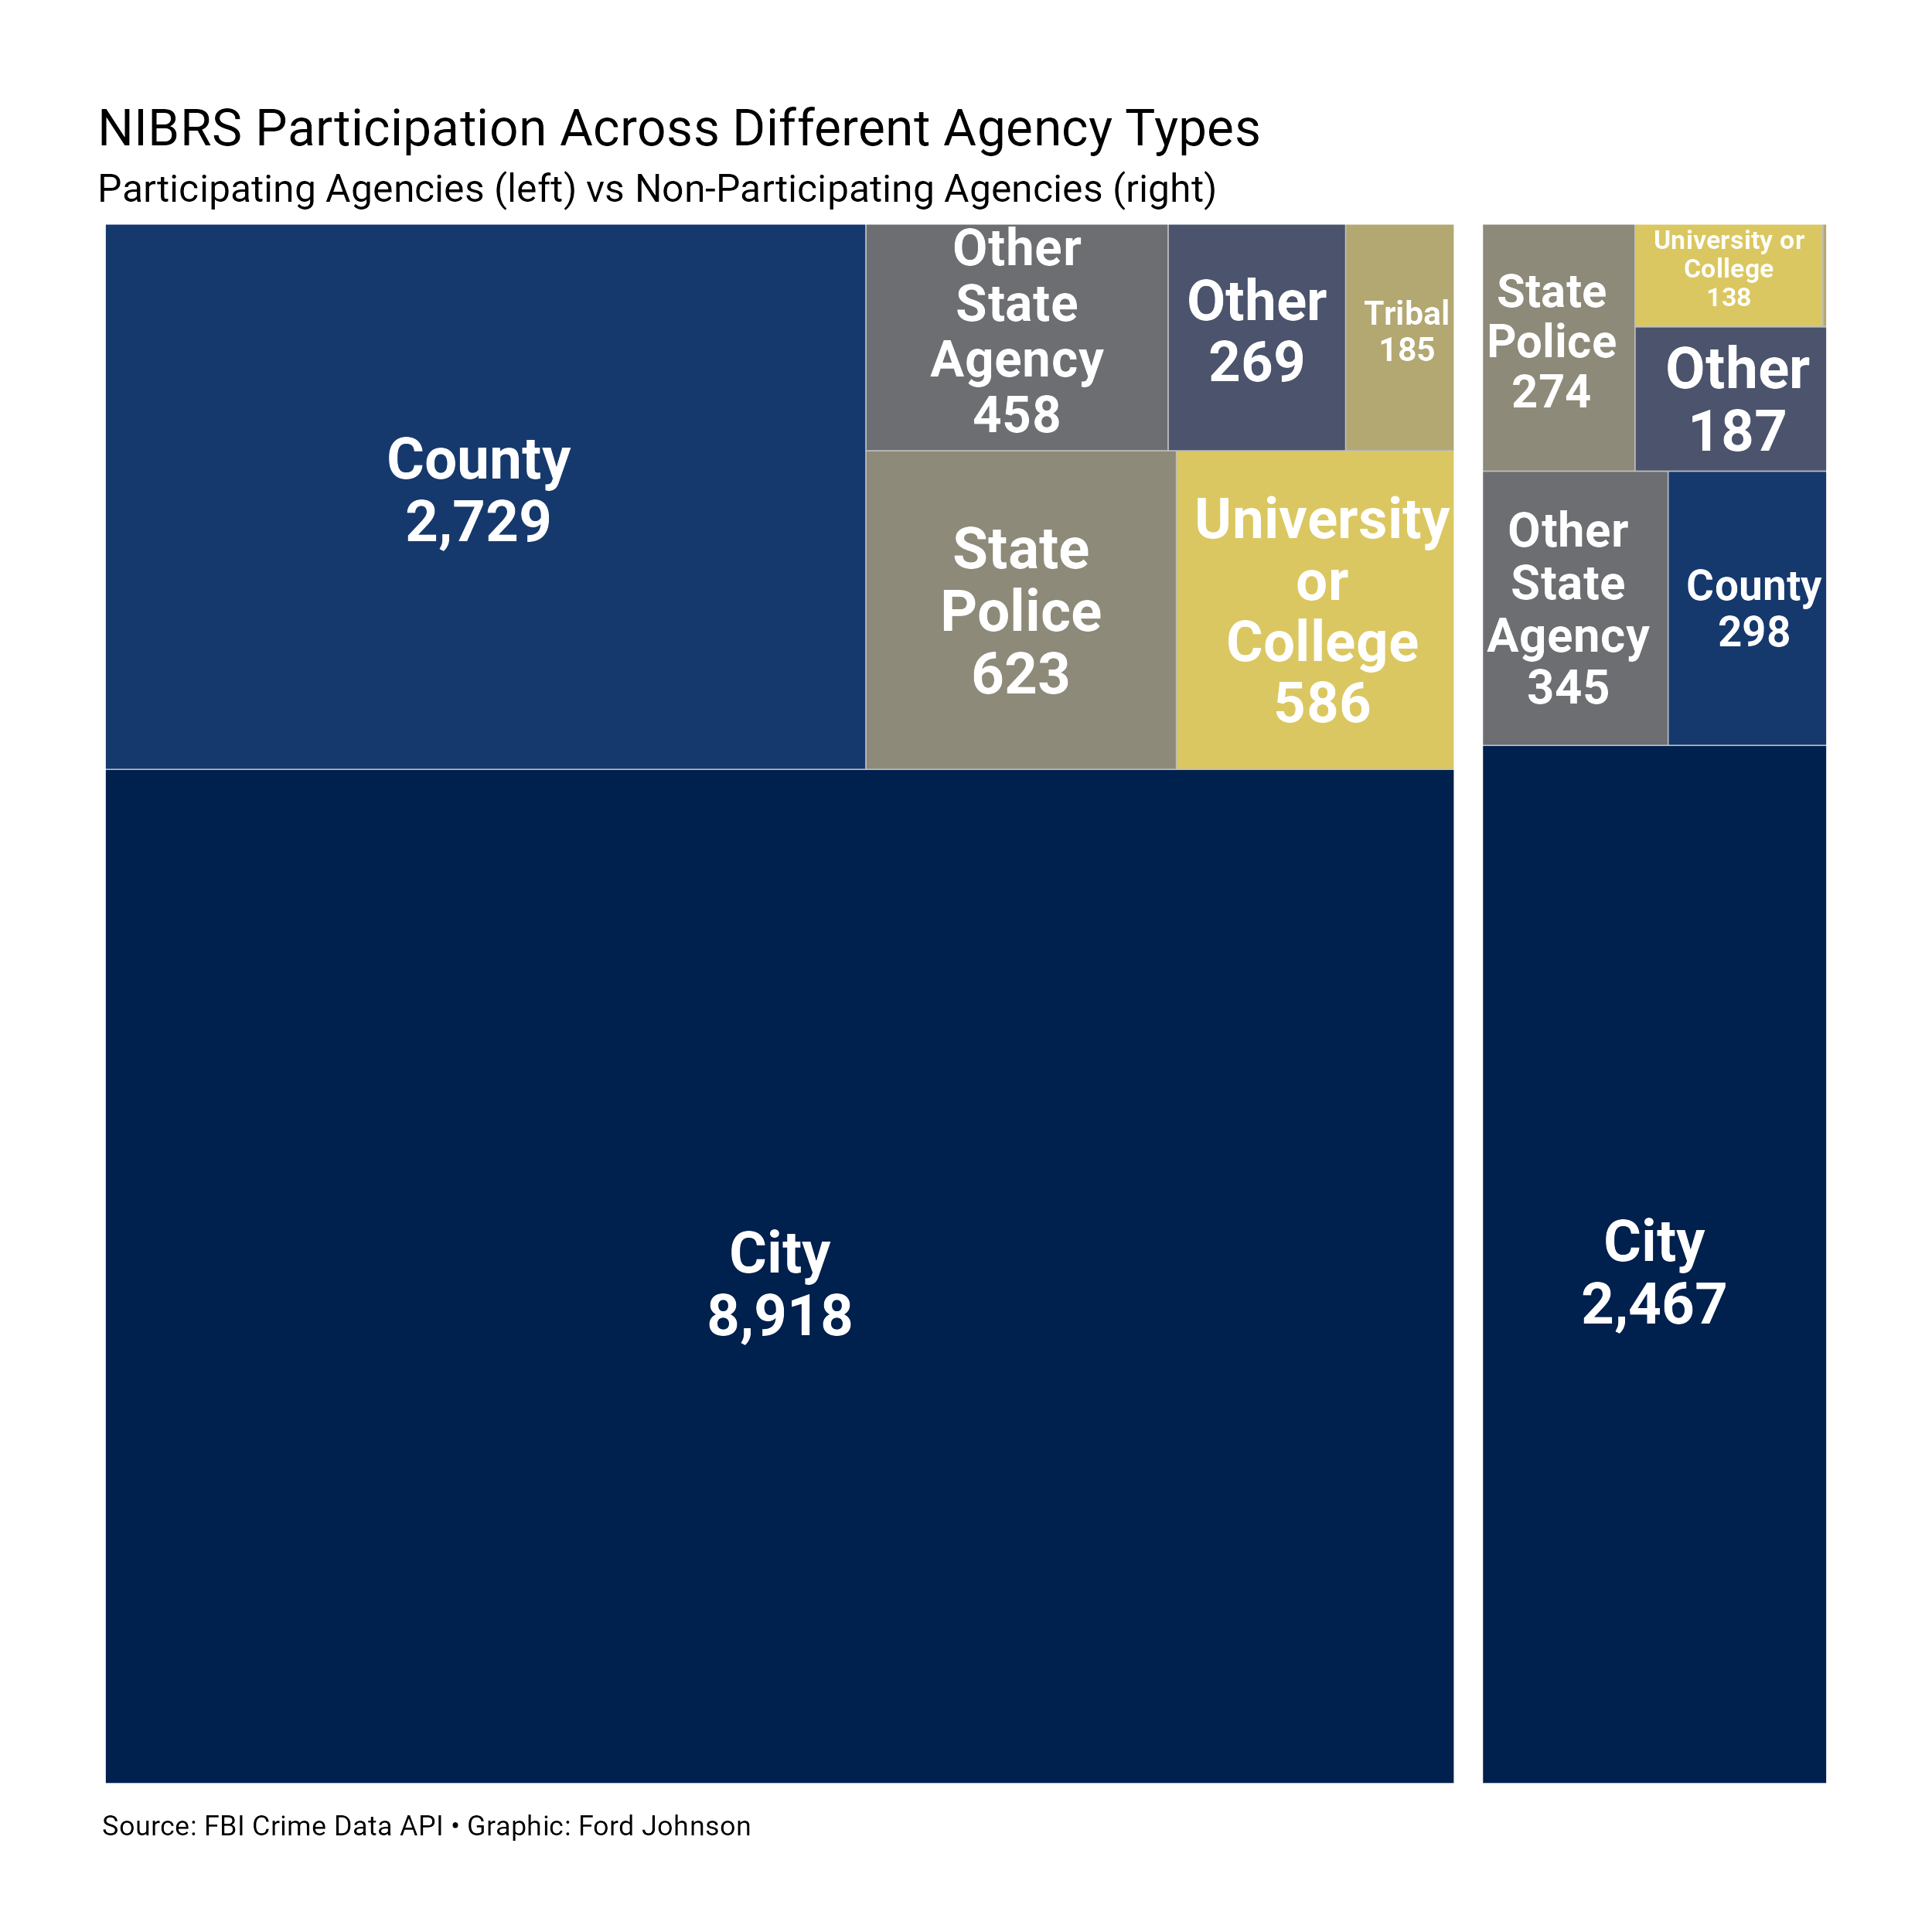 NIBRS Participation Across Different Agency Types
Participating Agencies (left) vs Non-Participating Agencies (right)
County
2,729
Other
State
Agency
458
Other
269
Tribal
185
State
Police
623
University
or
College
586
City
8,918
State
Police
274
University or
College
138
Other
187
Other
State
Agency
345
County
298
City
2,467
Source: FBI Crime Data API • Graphic: Ford Johnson